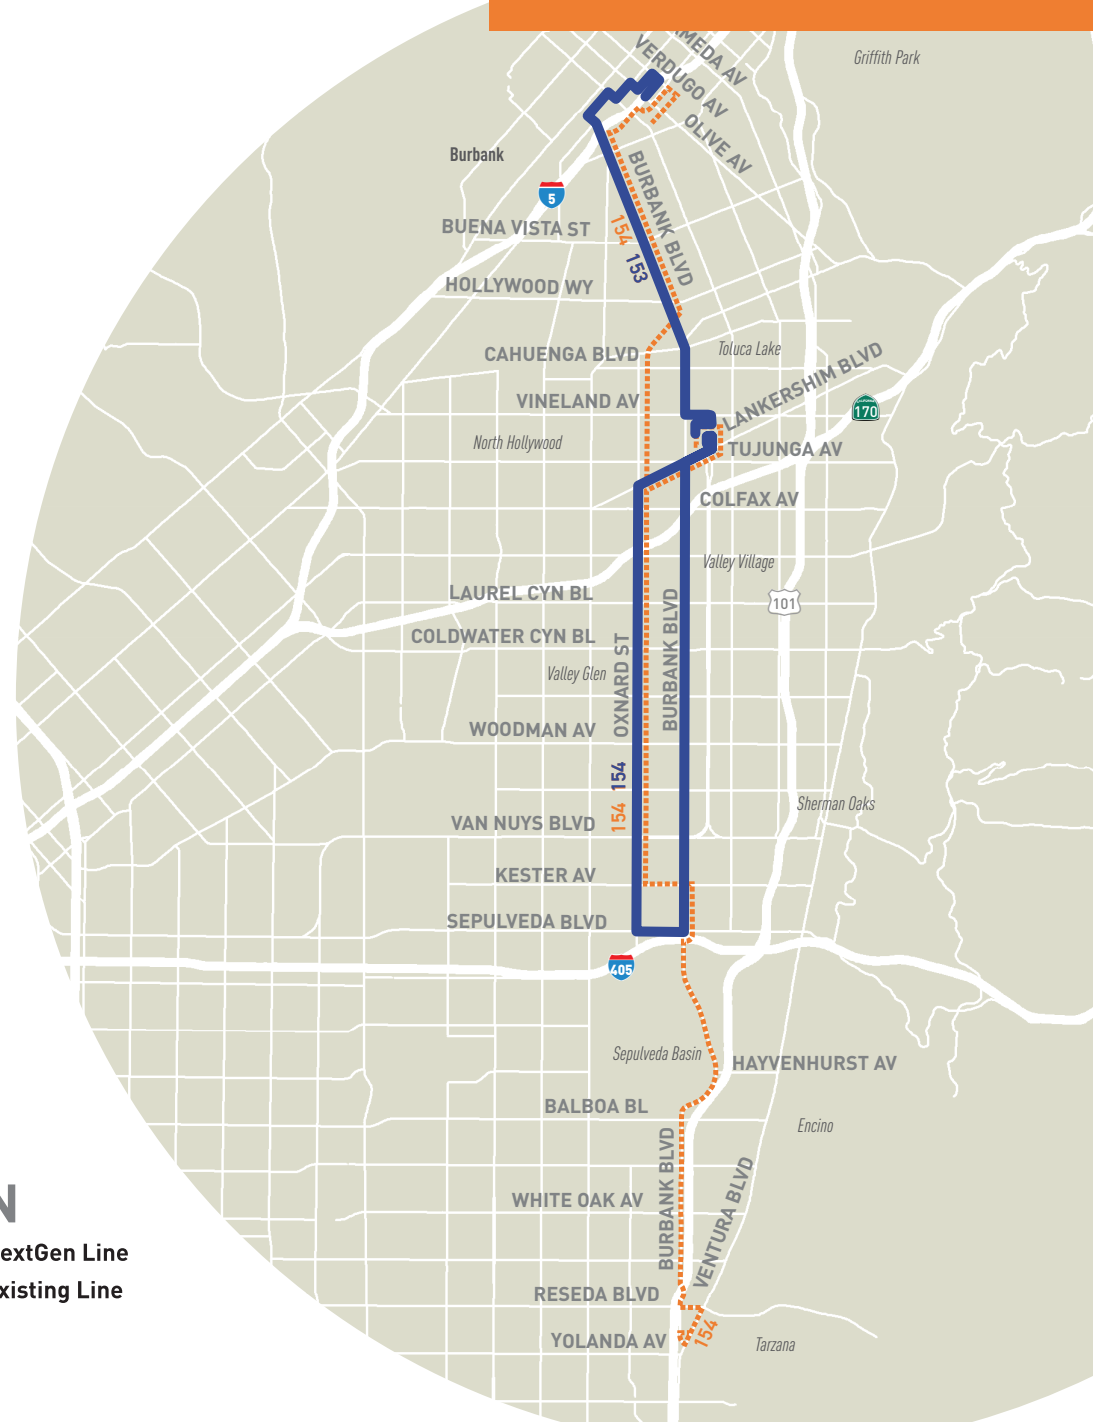 Griffith Park
VERDUGO AV
OLIVE AV
Burbank
BURBANK BLVD
5
154
153
BUENA VISTA ST
HOLLYWOOD WY
CAHUENGA BLVD
Toluca Lake
LANKERSHIM BLVD
VINELAND AV
CALIFORNIA
170
North Hollywood
TUJUNGA AV
COLFAX AV
Valley Village
LAUREL CYN BL
101
COLDWATER CYN BL
OXNARD ST
BURBANK BLVD
Valley Glen
WOODMAN AV
154
154
Sherman Oaks
VAN NUYS BLVD
KESTER AV
SEPULVEDA BLVD
405
Sepulveda Basin
HAYVENHURST AV
BALBOA BL
Encino
BURBANK BLVD
VENTURA BLVD
WHITE OAK AV
N
extGen Line
xisting Line
RESEDA BLVD
YOLANDA AV
154
Tarzana